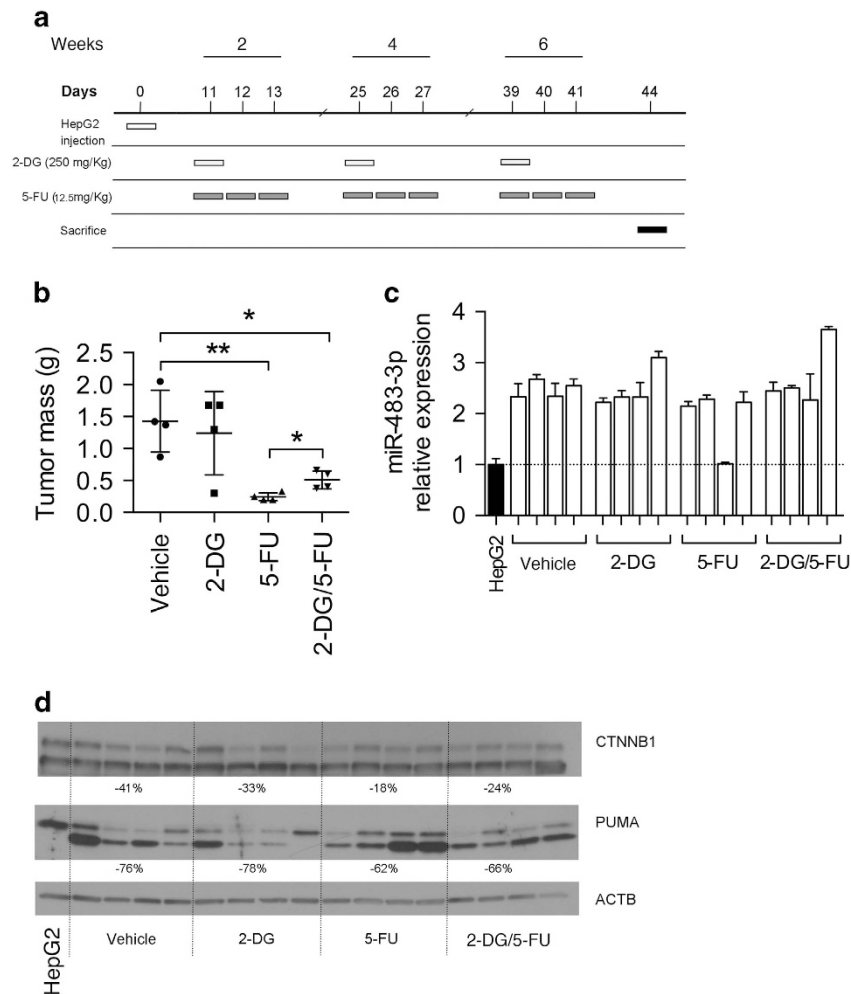 a
Weeks 2 4 6
Days 0 11 12 13 25 26 27 39 40 41 44
HepG2
injection
2-DG (250 mg/Kg)
5-FU (12.5mg/Kg)
Sacrifice
b
* 
**
*
Tumor mass (g)
2.5
2.0
1.5
1.0
0.5
0.0
Vehicle
2-DG
5-FU
2-DG/5-FU
c
miR-483-3p
relative expression
4
3
2
1
0
HepG2
Vehicle 2-DG 5-FU 2-DG/5-FU
d
CTNNB1
-41% -33% -18% -24%
PUMA
-76% -78% -62% -66%
ACTB
HepG2 Vehicle 2-DG 5-FU 2-DG/5-FU